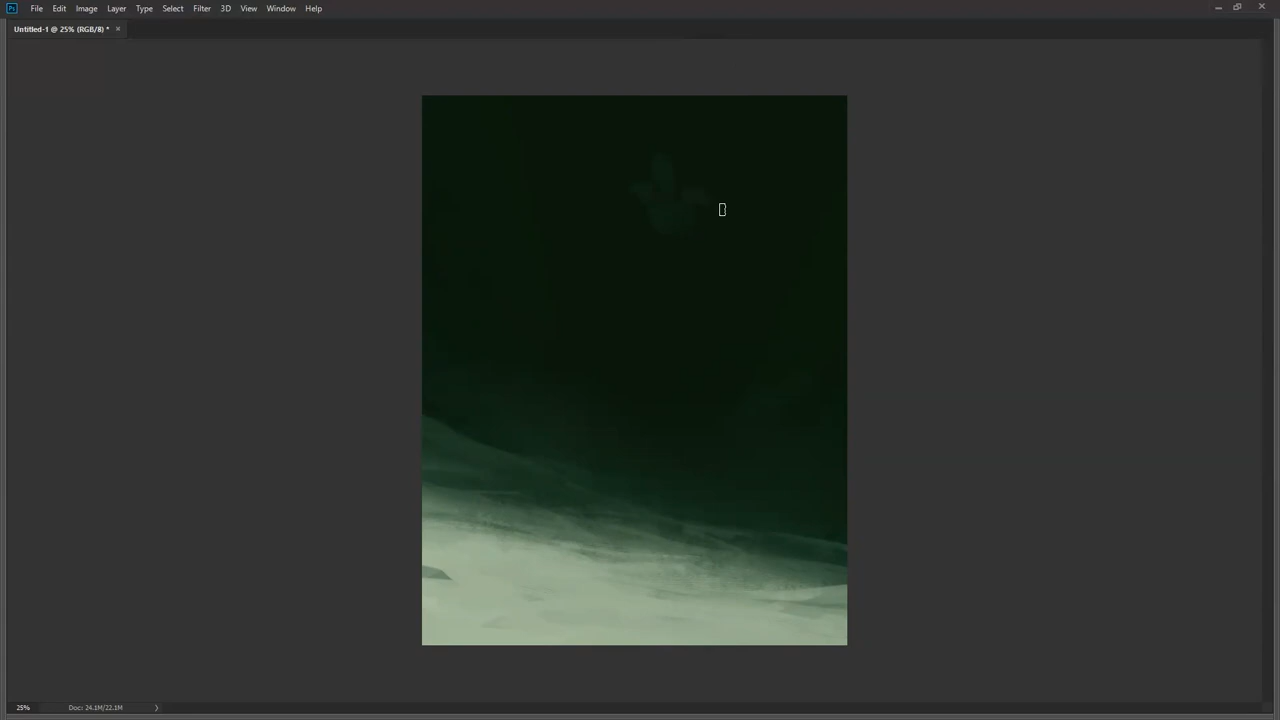 Ps File Edit Image Layer Type Select Filter 3D View Window Help
Untitled-1 @ 25% (RGB/8) * ×
25% Doc: 24.1M/22.1M